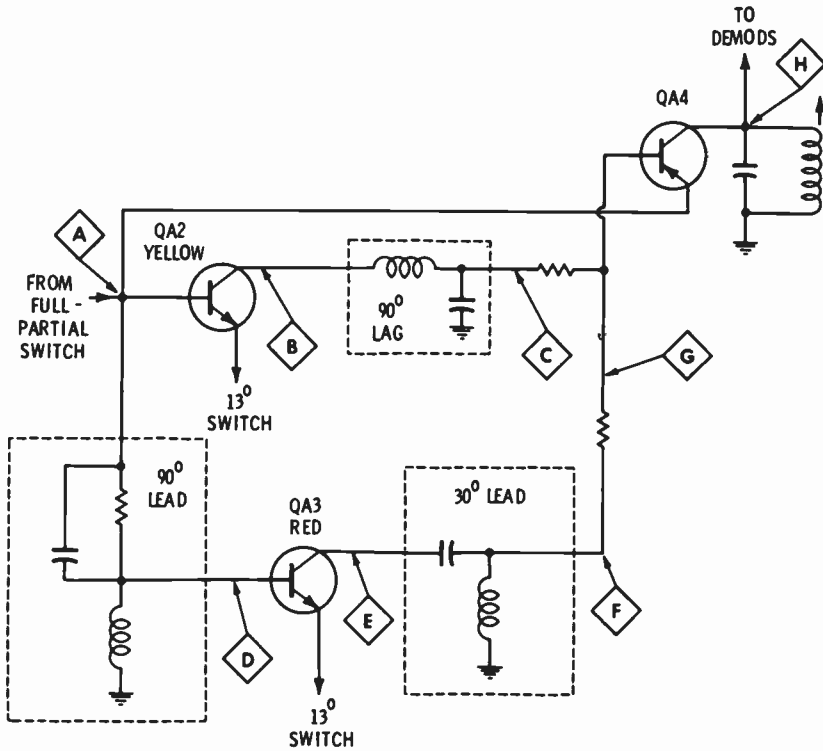 TO
DEMODS
H
QA4
A
QA2
YELLOW
FROM
FULL-
PARTIAL
SWITCH
B
90°
LAG
C
13°
SWITCH
G
90°
LEAD
QA3
RED
30° LEAD
D
E
F
13°
SWITCH